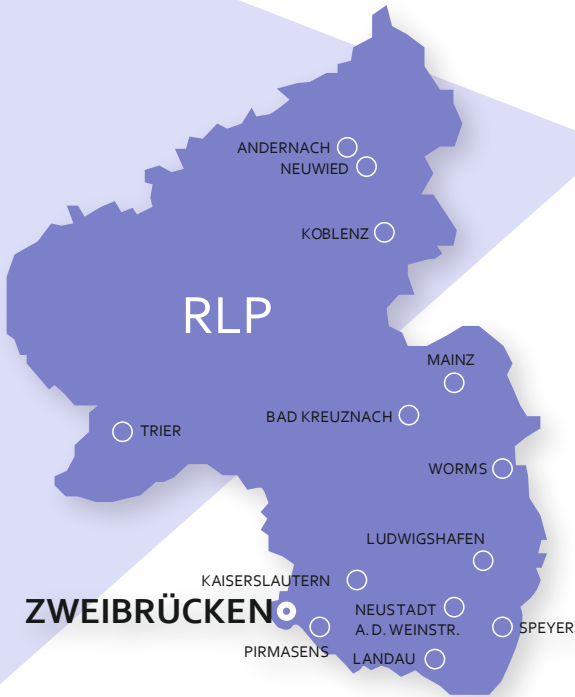 ANDERNACH
NEUWIED
KOBLENZ
RLP
MAINZ
BAD KREUZNACH
TRIER
WORMS
LUDWIGSHAFEN
KAISERSLAUTERN
ZWEIBRÜCKEN
NEUSTADT
A. D. WEINSTR.
SPEYER
PIRMASENS
LANDAU